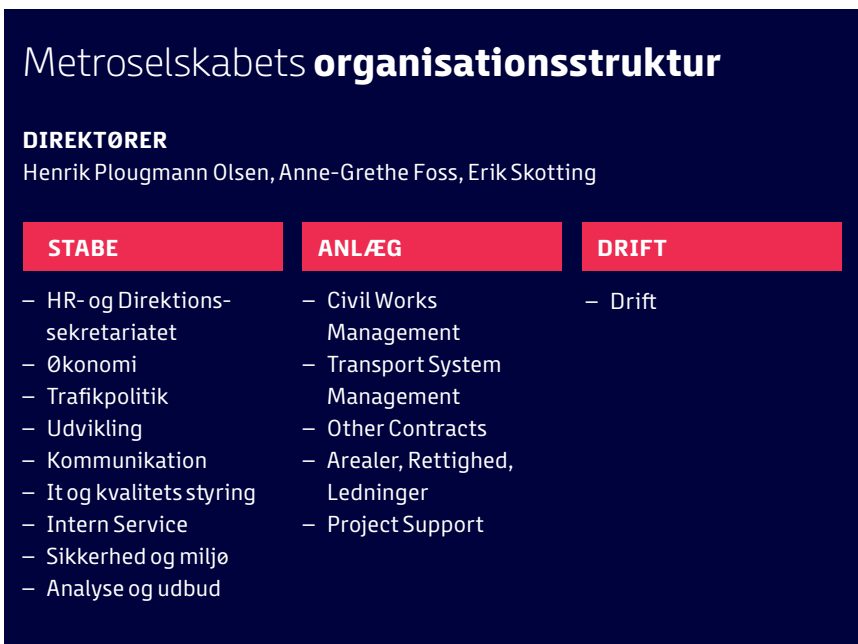 Metroselskabets organisationsstruktur
DIREKTØRER
Henrik Plougmann Olsen, Anne-Grethe Foss, Erik Skotting
STABE
– HR- og Direktions-
sekretariatet
– Økonomi
– Trafikpolitik
– Udvikling
– Kommunikation
– It og kvalitets styring
– Intern Service
– Sikkerhed og miljø
– Analyse og udbud
ANLÆG
– Civil Works
Management
– Transport System
Management
– Other Contracts
– Arealer, Rettighed,
Ledninger
– Project Support
DRIFT
– Drift